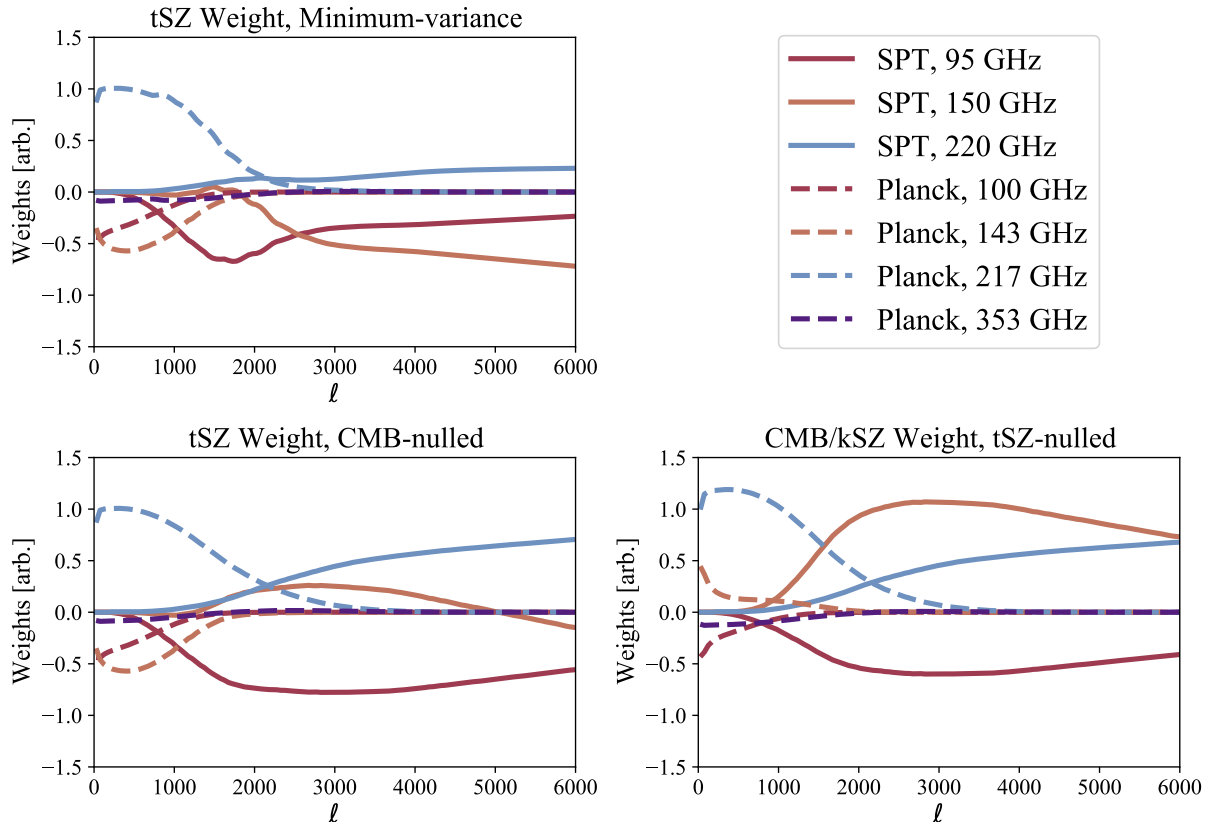 tSZ Weight, Minimum-variance
1.5
1.0
0.5
0.0
−0.5
−1.0
−1.5
Weights [arb.]
0 1000 2000 3000 4000 5000 6000
ℓ
SPT, 95 GHz
SPT, 150 GHz
SPT, 220 GHz
Planck, 100 GHz
Planck, 143 GHz
Planck, 217 GHz
Planck, 353 GHz
tSZ Weight, CMB-nulled
1.5
1.0
0.5
0.0
−0.5
−1.0
−1.5
Weights [arb.]
0 1000 2000 3000 4000 5000 6000
ℓ
CMB/kSZ Weight, tSZ-nulled
1.5
1.0
0.5
0.0
−0.5
−1.0
−1.5
Weights [arb.]
0 1000 2000 3000 4000 5000 6000
ℓ